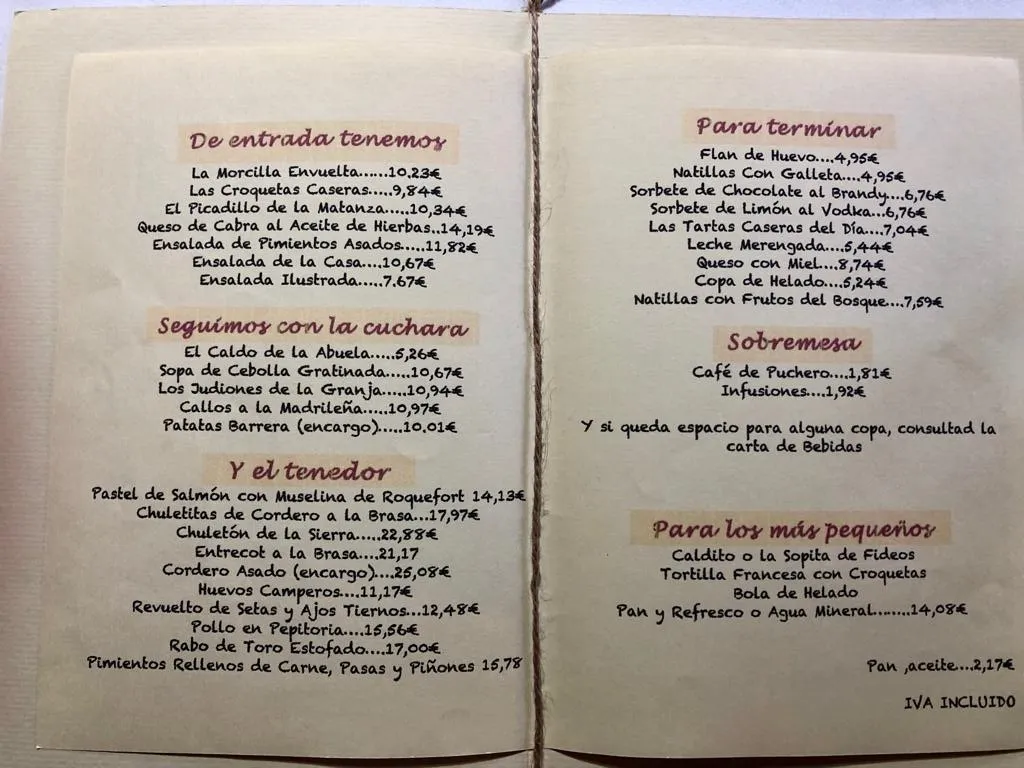 De entrada tenemos
La Morcilla Envuelta......10.23€
Las Croquetas Caseras.....9,84€
El Picadillo de la Matanza.....10,34€
Queso de Cabra al Aceite de Hierbas..14,19€
Ensalada de Pimientos Asados.....11,82€
Ensalada de la Casa....10,67€
Ensalada Ilustrada.....7.67€
Seguimos con la cuchara
El Caldo de la Abuela.....5,26€
Sopa de Cebolla Gratinada.....10,67€
Los Judiones de la Granja.....10,94€
Callos a la Madrileña.....10,97€
Patatas Barrera (encargo).....10.01€
Y el tenedor
Pastel de Salmón con Muselina de Roquefort 14,13€
Chuletitas de Cordero a la Brasa...17,97€
Chuletón de la Sierra.....22,88€
Entrecot a la Brasa....21,17
Cordero Asado (encargo)....25,08€
Huevos Camperos....11,17€
Revuelto de Setas y Ajos Tiernos...12,48€
Pollo en Pepitoria....15,56€
Rabo de Toro Estofado....17,00€
Pimientos Rellenos de Carne, Pasas y Piñones 15,78
Para terminar
Flan de Huevo....4,95€
Natillas Con Galleta....4,95€
Sorbete de Chocolate al Brandy....6,76€
Sorbete de Limón al Vodka...6,76€
Las Tartas Caseras del Día....7,04€
Leche Merengada....5,44€
Queso con Miel....8,74€
Copa de Helado....5,24€
Natillas con Frutos del Bosque....7,59€
Sobremesa
Café de Puchero....1,81€
Infusiones....1,92€
Y si queda espacio para alguna copa, consultad la
carta de Bebidas
Para los más pequeños
Caldito o la Sopita de Fideos
Tortilla Francesa con Croquetas
Bola de Helado
Pan y Refresco o Agua Mineral........14,08€
Pan ,aceite....2,17€
IVA INCLUIDO